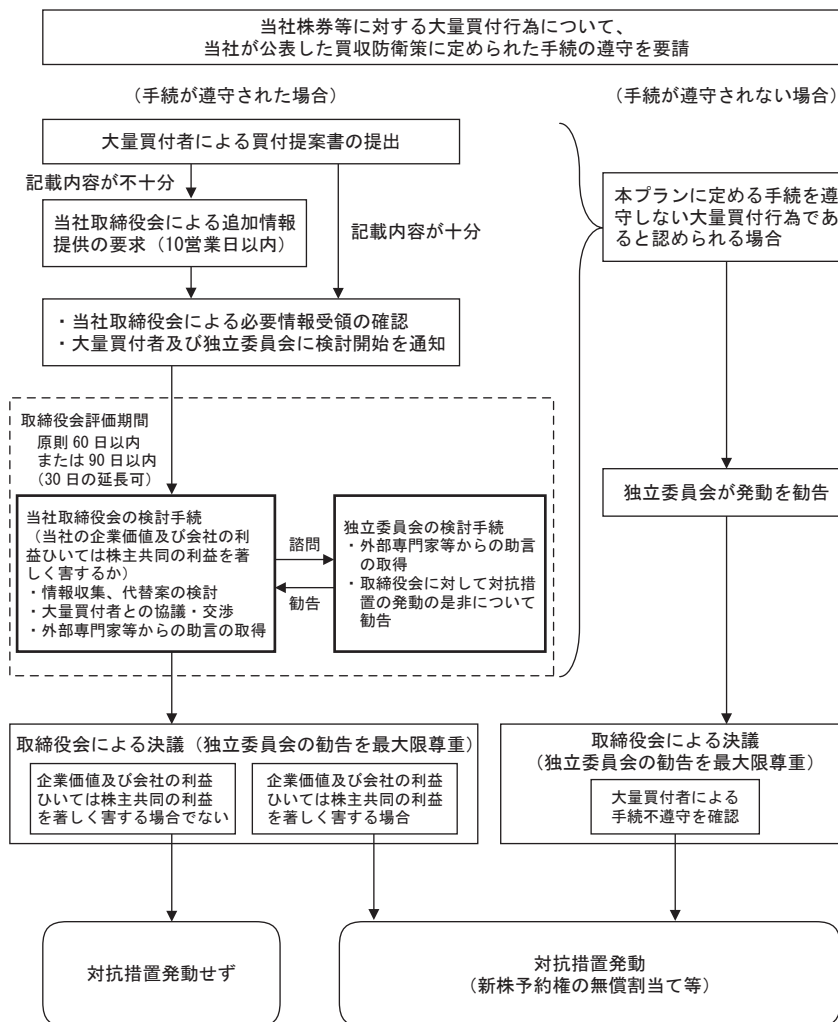 当社株券等に対する大量買付行為について、
当社が公表した買収防衛策に定められた手続の遵守を要請
（手続が遵守された場合）
（手続が遵守されない場合）
大量買付者による買付提案書の提出
記載内容が不十分
当社取締役会による追加情報
提供の要求（10営業日以内）
記載内容が十分
本プランに定める手続を遵
守しない大量買付行為であ
ると認められる場合
・当社取締役会による必要情報受領の確認
・大量買付者及び独立委員会に検討開始を通知
取締役会評価期間
原則 60 日以内
または 90 日以内
（30 日の延長可）
独立委員会が発動を勧告
当社取締役会の検討手続
（当社の企業価値及び会社の利
益ひいては株主共同の利益を著
しく害するか）
・情報収集、代替案の検討
・大量買付者との協議・交渉
・外部専門家等からの助言の取得
諮問
勧告
独立委員会の検討手続
・外部専門家等からの助言
の取得
・取締役会に対して対抗措
置の発動の是非について
勧告
取締役会による決議（独立委員会の勧告を最大限尊重）
企業価値及び会社の利益
ひいては株主共同の利益
を著しく害する場合でない
企業価値及び会社の利益
ひいては株主共同の利益
を著しく害する場合
取締役会による決議
（独立委員会の勧告を最大限尊重）
大量買付者による
手続不遵守を確認
対抗措置発動せず
対抗措置発動
（新株予約権の無償割当て等）